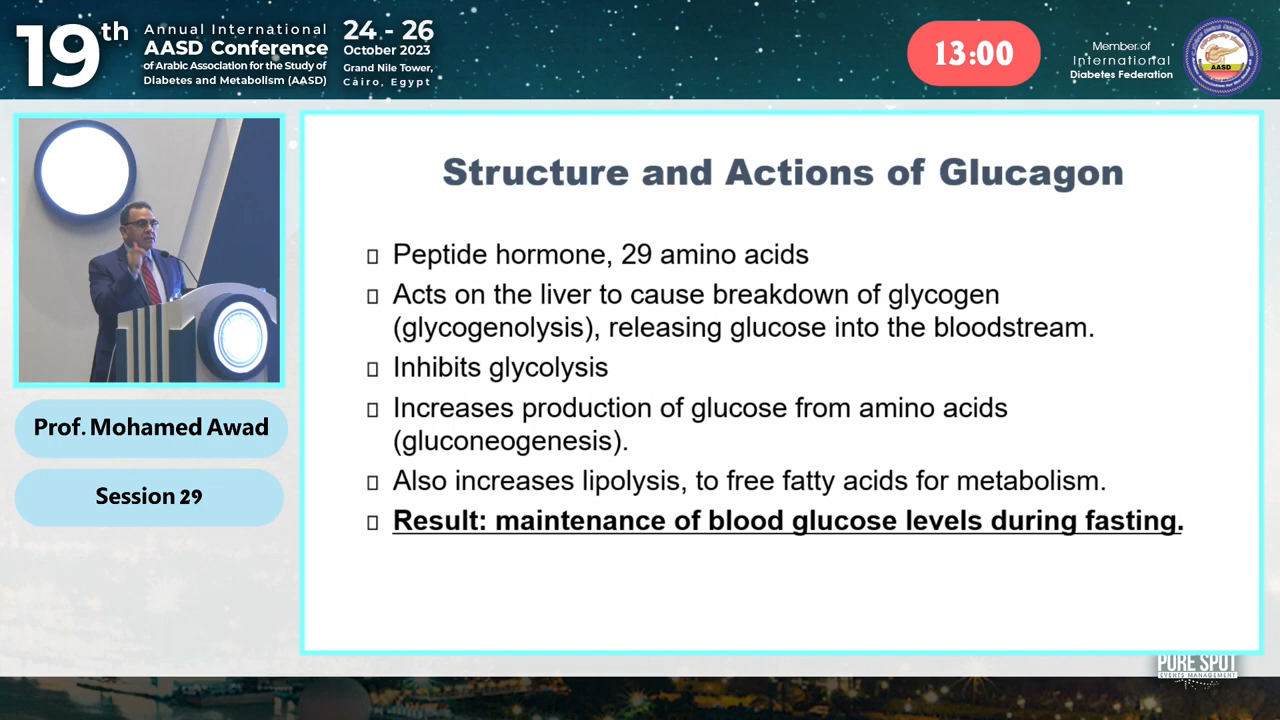 19th
Annual International
AASD Conference
of Arabic Association for the Study of
Diabetes and Metabolism (AASD)
24 - 26
October 2023
Grand Nile Tower,
Cairo, Egypt
13:00
Member of
International
Diabetes Federation
AASD
Prof. Mohamed Awad
Session 29
Structure and Actions of Glucagon
Peptide hormone, 29 amino acids
Acts on the liver to cause breakdown of glycogen
(glycogenolysis), releasing glucose into the bloodstream.
Inhibits glycolysis
Increases production of glucose from amino acids
(gluconeogenesis).
Also increases lipolysis, to free fatty acids for metabolism.
Result: maintenance of blood glucose levels during fasting.
PURE SPOT
EVENTS MANAGEMENT